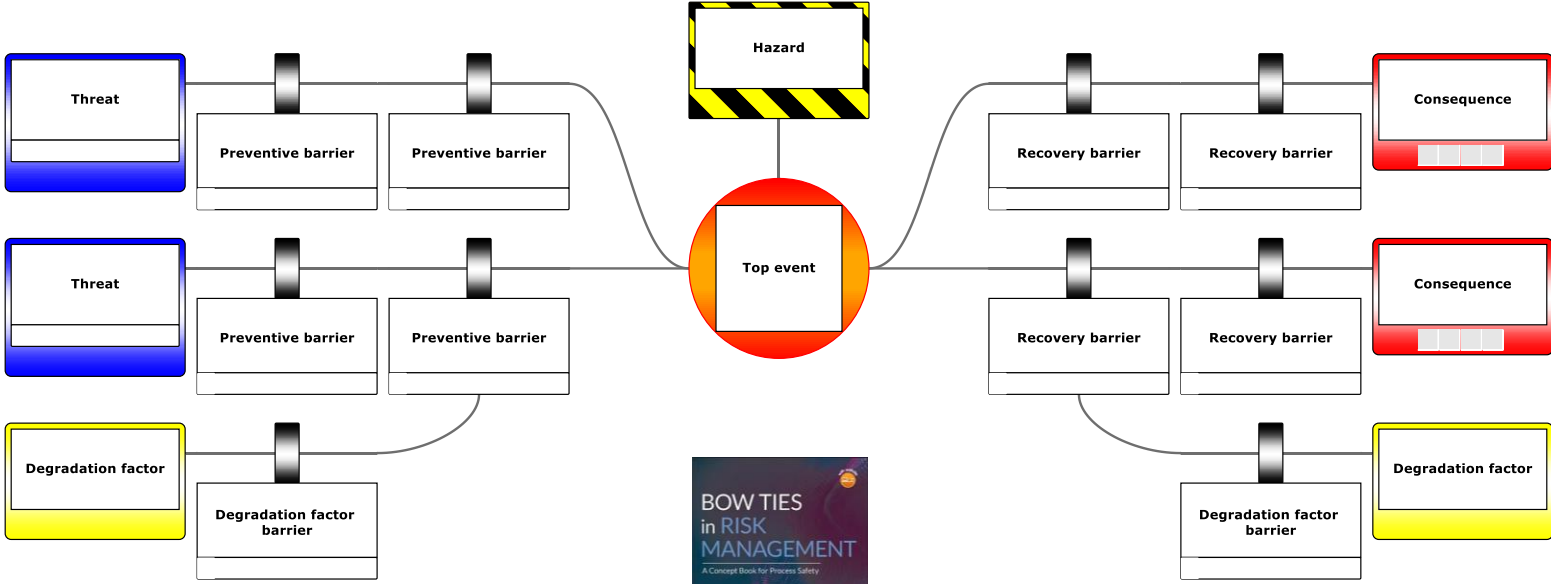 Hazard
Threat
Preventive barrier
Preventive barrier
Recovery barrier
Recovery barrier
Consequence
Top event
Threat
Preventive barrier
Preventive barrier
Recovery barrier
Recovery barrier
Consequence
Degradation factor
Degradation factor
barrier
Degradation factor
barrier
Degradation factor
BOW TIES
in RISK
MANAGEMENT
A Concept Book for Process Safety